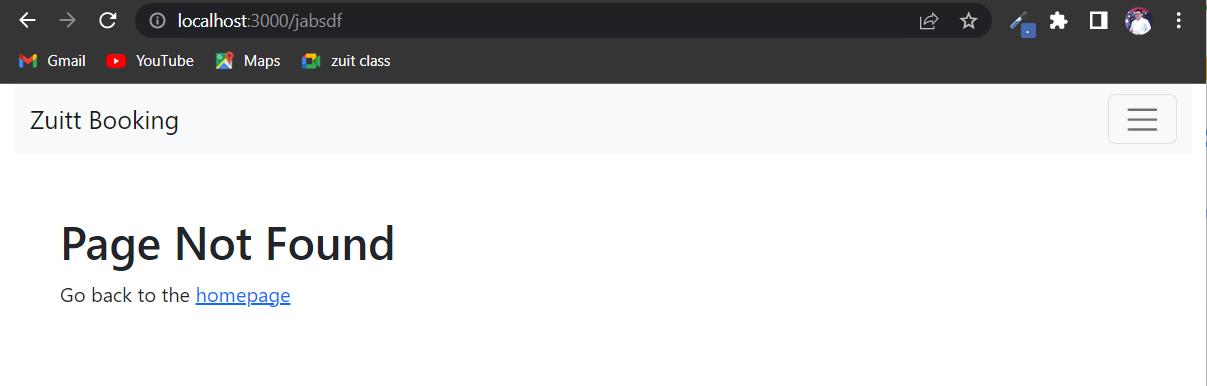 localhost:3000/jabsdf
Gmail YouTube Maps zuit class
Zuitt Booking
Page Not Found
Go back to the homepage